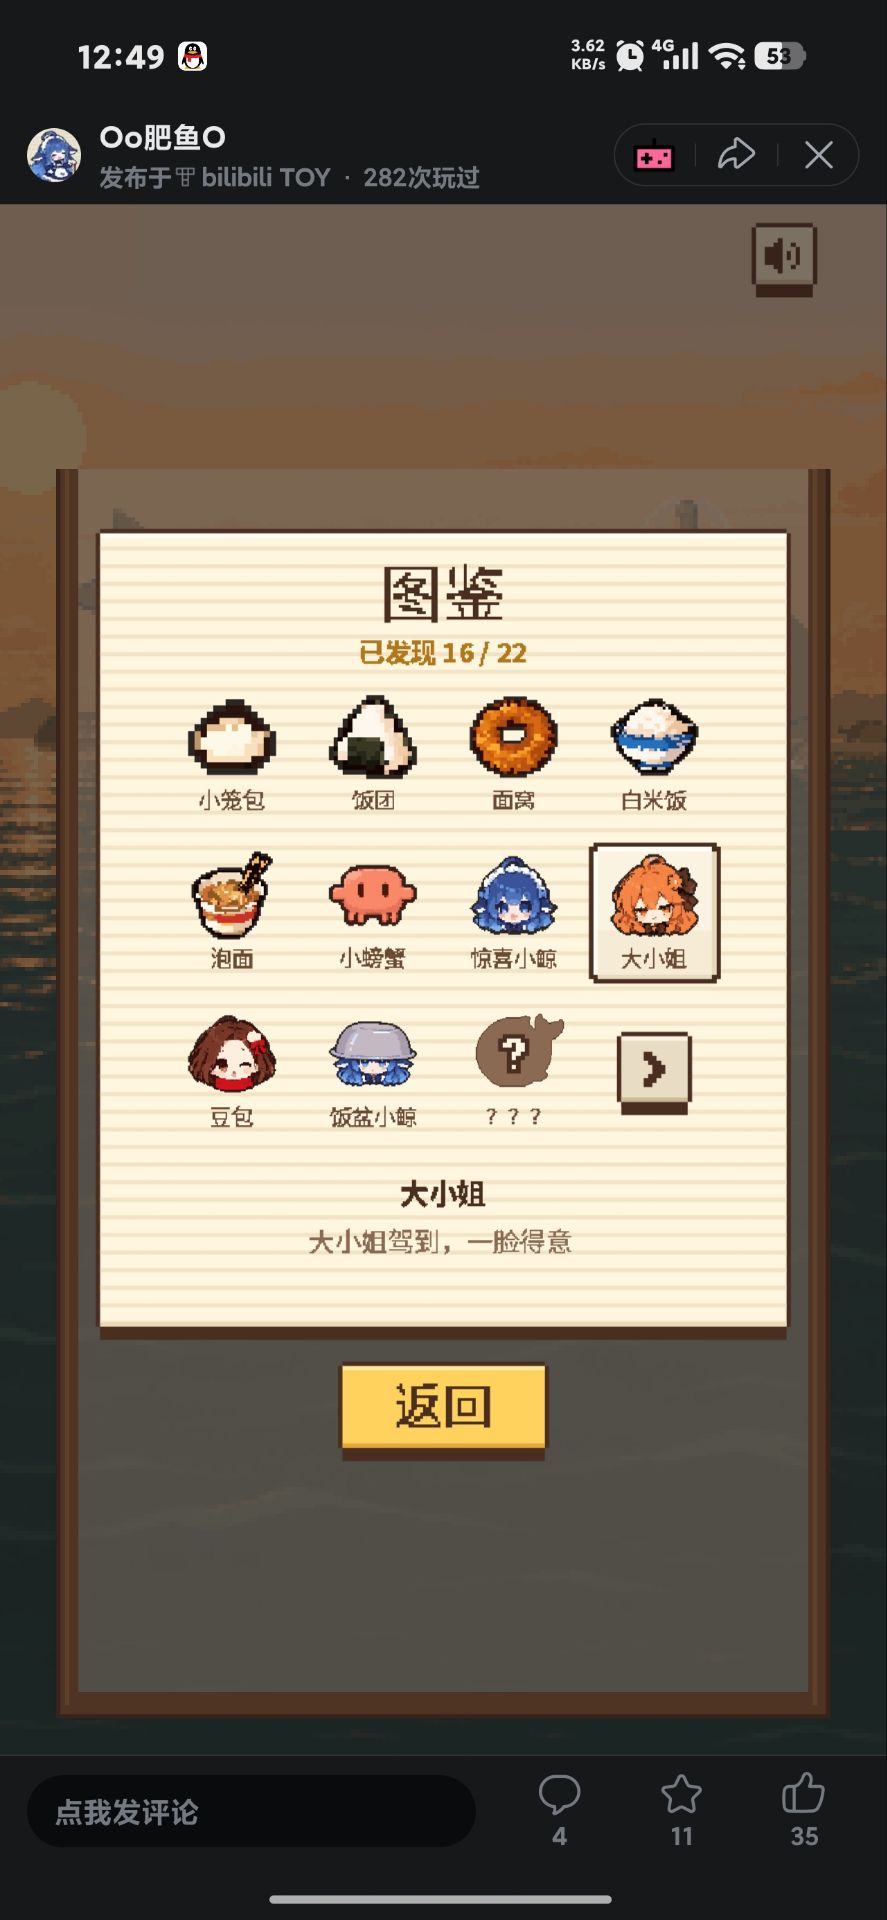 12:49
3.62
KB/s
4G
53
Oo肥鱼O
发布于 bilibili TOY · 282次玩过
图鉴
已发现 16 / 22
小笼包
饭团
面窝
白米饭
泡面
小螃蟹
惊喜小鲸
大小姐
豆包
饭盆小鲸
?
? ? ?
大小姐
大小姐驾到，一脸得意
返回
点我发评论
4
11
35